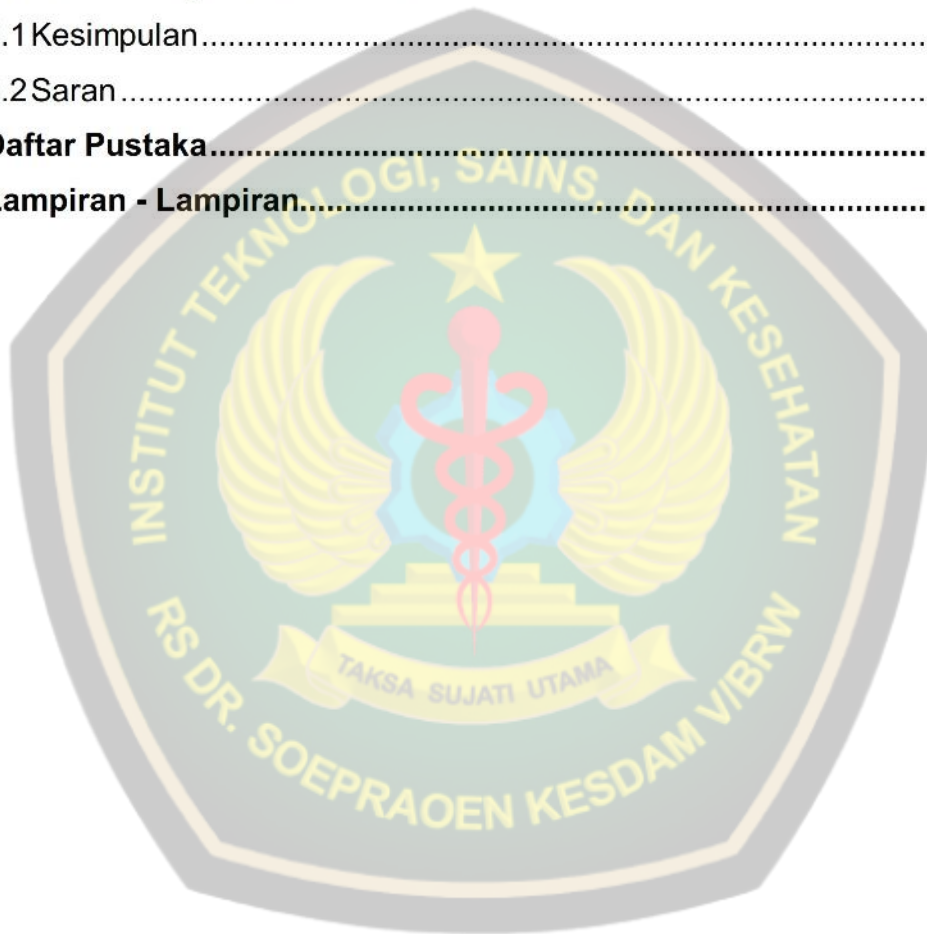 .1 Kesimpulan
.2 Saran
Daftar Pustaka
Lampiran - Lampiran
INSTITUT TEKNOLOGI, SAINS, DAN KESEHATAN
TAKSA SUJATI UTAMA
RS DR. SOEPRAOEN KESDAM V/BRW